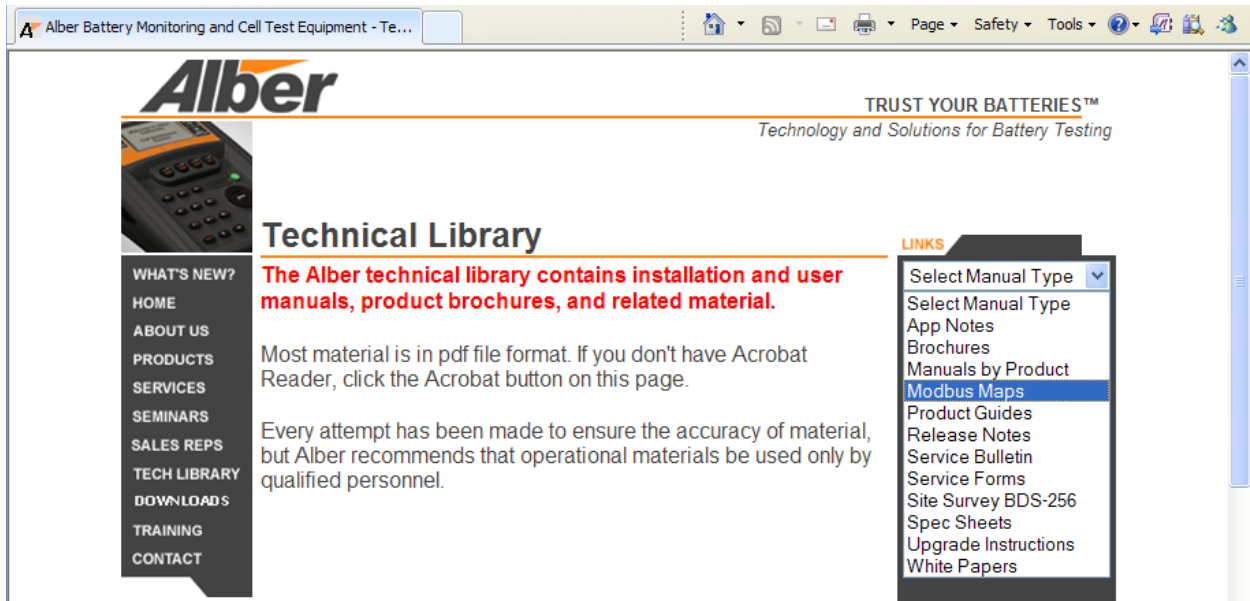 Alber Battery Monitoring and Cell Test Equipment - Te...
Page Safety Tools
Alber
TRUST YOUR BATTERIES™
Technology and Solutions for Battery Testing
Technical Library
LINKS
WHAT'S NEW?
HOME
ABOUT US
PRODUCTS
SERVICES
SEMINARS
SALES REPS
TECH LIBRARY
DOWNLOADS
TRAINING
CONTACT
The Alber technical library contains installation and user
manuals, product brochures, and related material.
Most material is in pdf file format. If you don't have Acrobat
Reader, click the Acrobat button on this page.
Every attempt has been made to ensure the accuracy of material,
but Alber recommends that operational materials be used only by
qualified personnel.
Select Manual Type
Select Manual Type
App Notes
Brochures
Manuals by Product
Modbus Maps
Product Guides
Release Notes
Service Bulletin
Service Forms
Site Survey BDS-256
Spec Sheets
Upgrade Instructions
White Papers